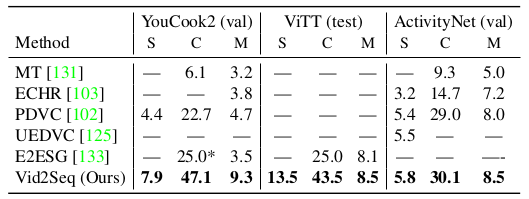 YouCook2 (val) ViTT (test) ActivityNet (val)
Method S C M S C M S C M
MT [131] — 6.1 3.2 — — — — 9.3 5.0
ECHR [103] — — 3.8 — — — 3.2 14.7 7.2
PDVC [102] 4.4 22.7 4.7 — — — 5.4 29.0 8.0
UEDVC [125] — — — — — — 5.5 — —
E2ESG [133] — 25.0* 3.5 — 25.0 8.1 — — —-
Vid2Seq (Ours) 7.9 47.1 9.3 13.5 43.5 8.5 5.8 30.1 8.5